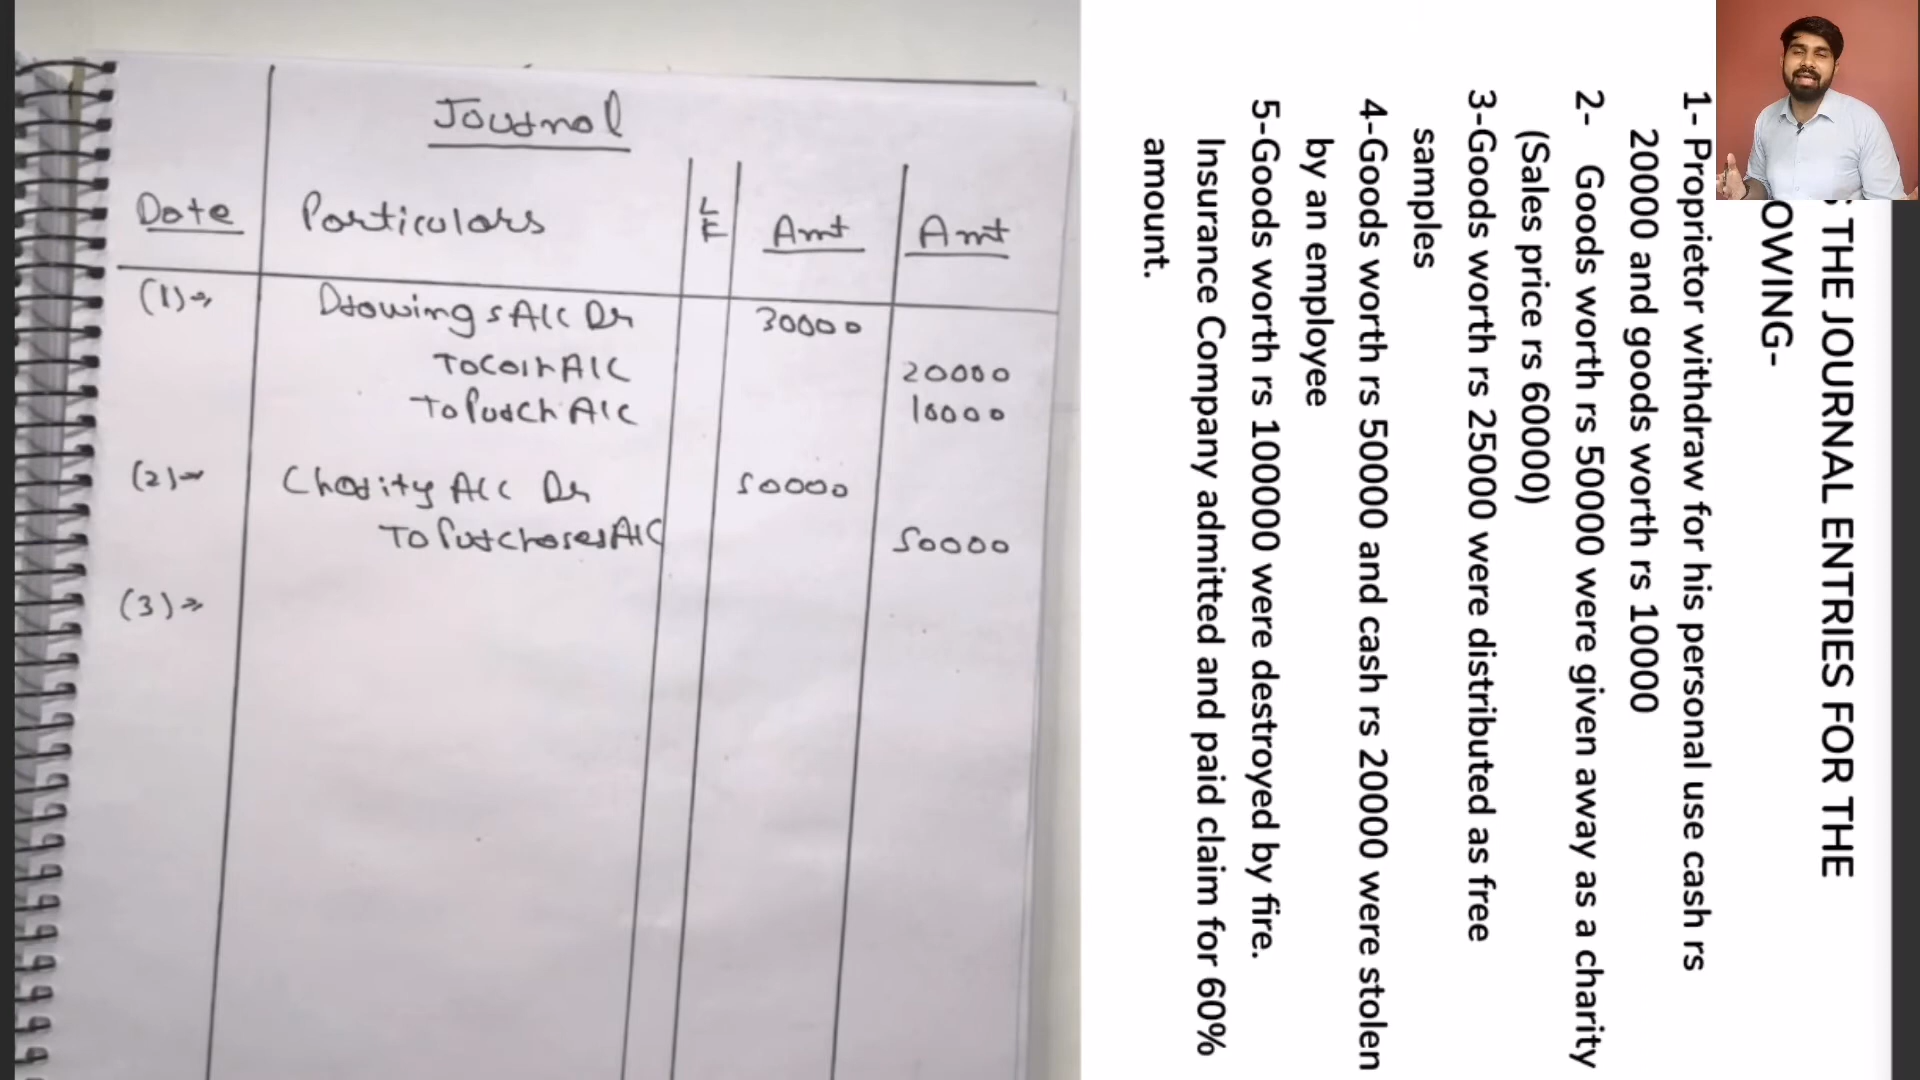 Journal
Date Particulars L.F Amt Amt
(1)→ Drawings A/c Dr 30000
To Cash A/C 20000
To Purch A/C 10000
(2)→ Charity A/c Dr 50000
To Purchases A/C 50000
(3)→
THE JOURNAL ENTRIES FOR THE
OWING-
1- Proprietor withdraw for his personal use cash rs
20000 and goods worth rs 10000
2- Goods worth rs 50000 were given away as a charity
(Sales price rs 60000)
3-Goods worth rs 25000 were distributed as free
samples
4-Goods worth rs 50000 and cash rs 20000 were stolen
by an employee
5-Goods worth rs 100000 were destroyed by fire.
Insurance Company admitted and paid claim for 60%
amount.